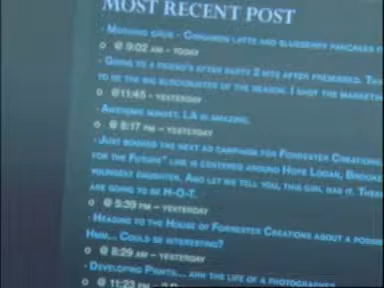 MOST RECENT POST
- MORNING GRUB - CINNAMON LATTE AND BLUEBERRY PANCAKES
o @ 9:02 AM - TODAY
- GOING TO A FRIEND'S AFTER PARTY 2 NITE AFTER PREMIERES. THIS
TO BE THE BIG BLOCKBUSTER OF THE SEASON. I SHOT THE MARKETING
o @11:45 - YESTERDAY
- AWESOME SUNSET. LA IS AMAZING.
o @ 8:17 PM – YESTERDAY
- JUST BOOKED THE NEXT AD CAMPAIGN FOR FORRESTER CREATIONS
FOR THE FUTURE" LINE IS CENTERED AROUND HOPE LOGAN, BROOKE
YOUNGEST DAUGHTER. AND LET ME TELL YOU, THIS GIRL HAS IT. THESE
ARE GOING TO BE H-O-T.
o @ 5:39 PM – YESTERDAY
- HEADING TO THE HOUSE OF FORRESTER CREATIONS ABOUT A POSSIB
HMM... COULD BE INTERESTING?
o @ 8:29 AM – YESTERDAY
- DEVELOPING PRINTS.... AHH THE LIFE OF A PHOTOGRAPHER
o @ 11:23 PM –